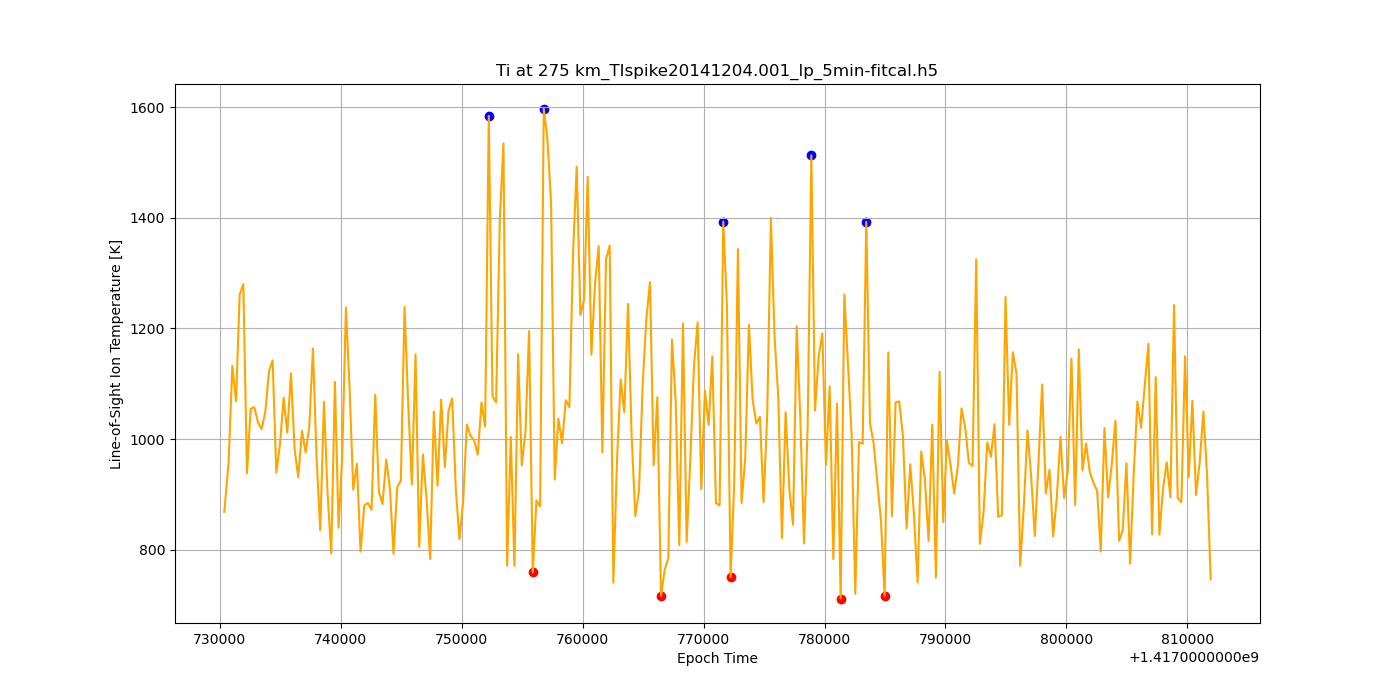 Ti at 275 km_TIspike20141204.001_lp_5min-fitcal.h5
Line-of-Sight Ion Temperature [K]
1600
1400
1200
1000
800
730000 740000 750000 760000 770000 780000 790000 800000 810000
Epoch Time
+1.4170000000e9